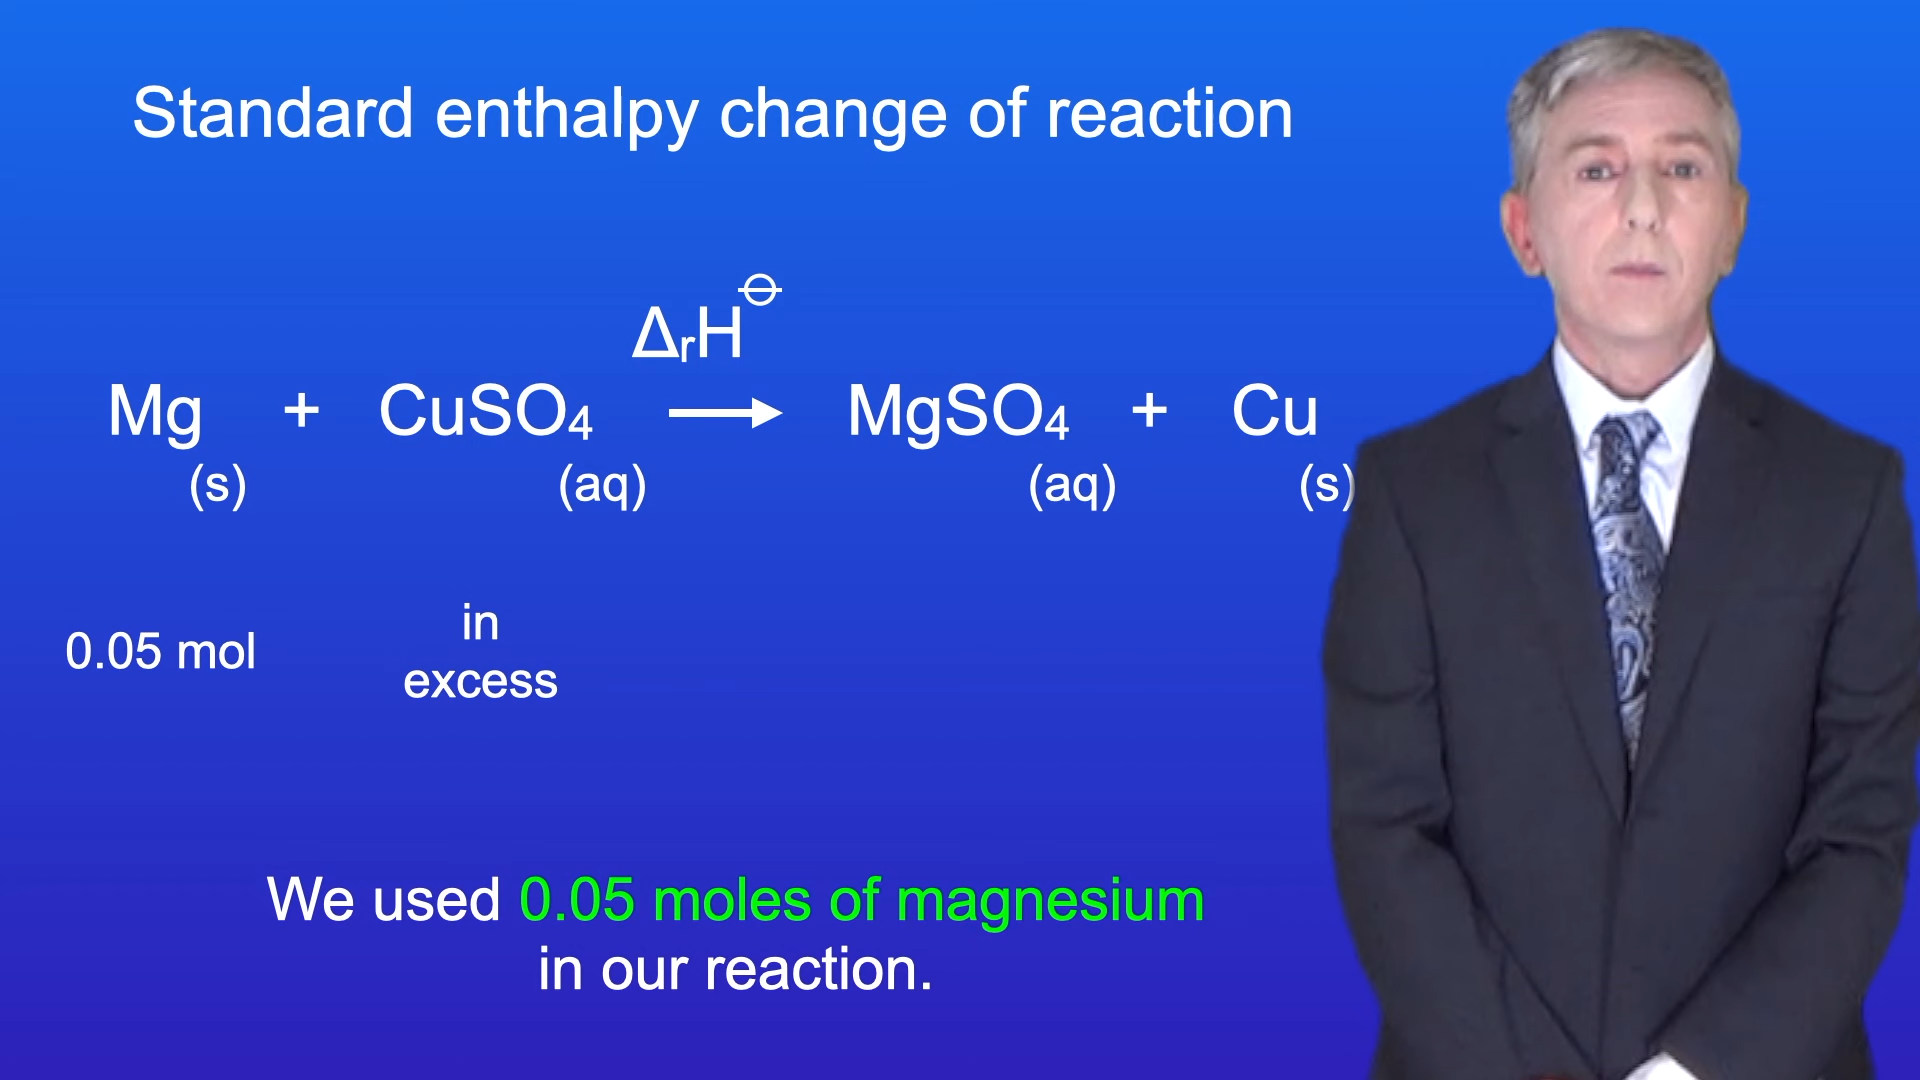 Standard enthalpy change of reaction
ΔrH⦵
Mg + CuSO₄ → MgSO₄ + Cu
(s) (aq) (aq) (s)
0.05 mol
in
excess
We used 0.05 moles of magnesium
in our reaction.